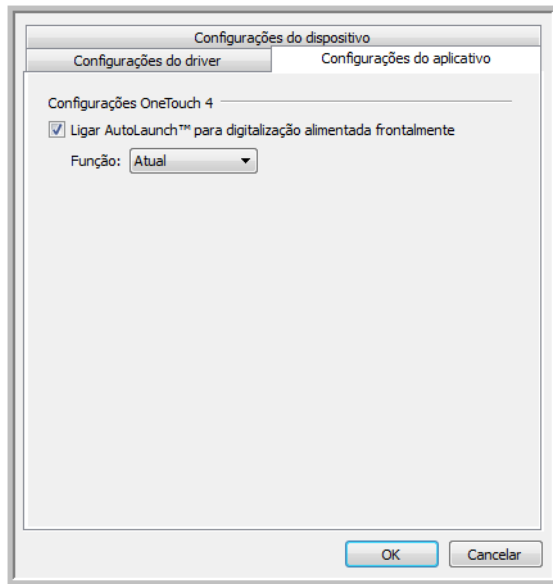 Configurações do dispositivo
Configurações do driver
Configurações do aplicativo
Configurações OneTouch 4
Ligar AutoLaunch™ para digitalização alimentada frontalmente
Função: Atual
OK
Cancelar